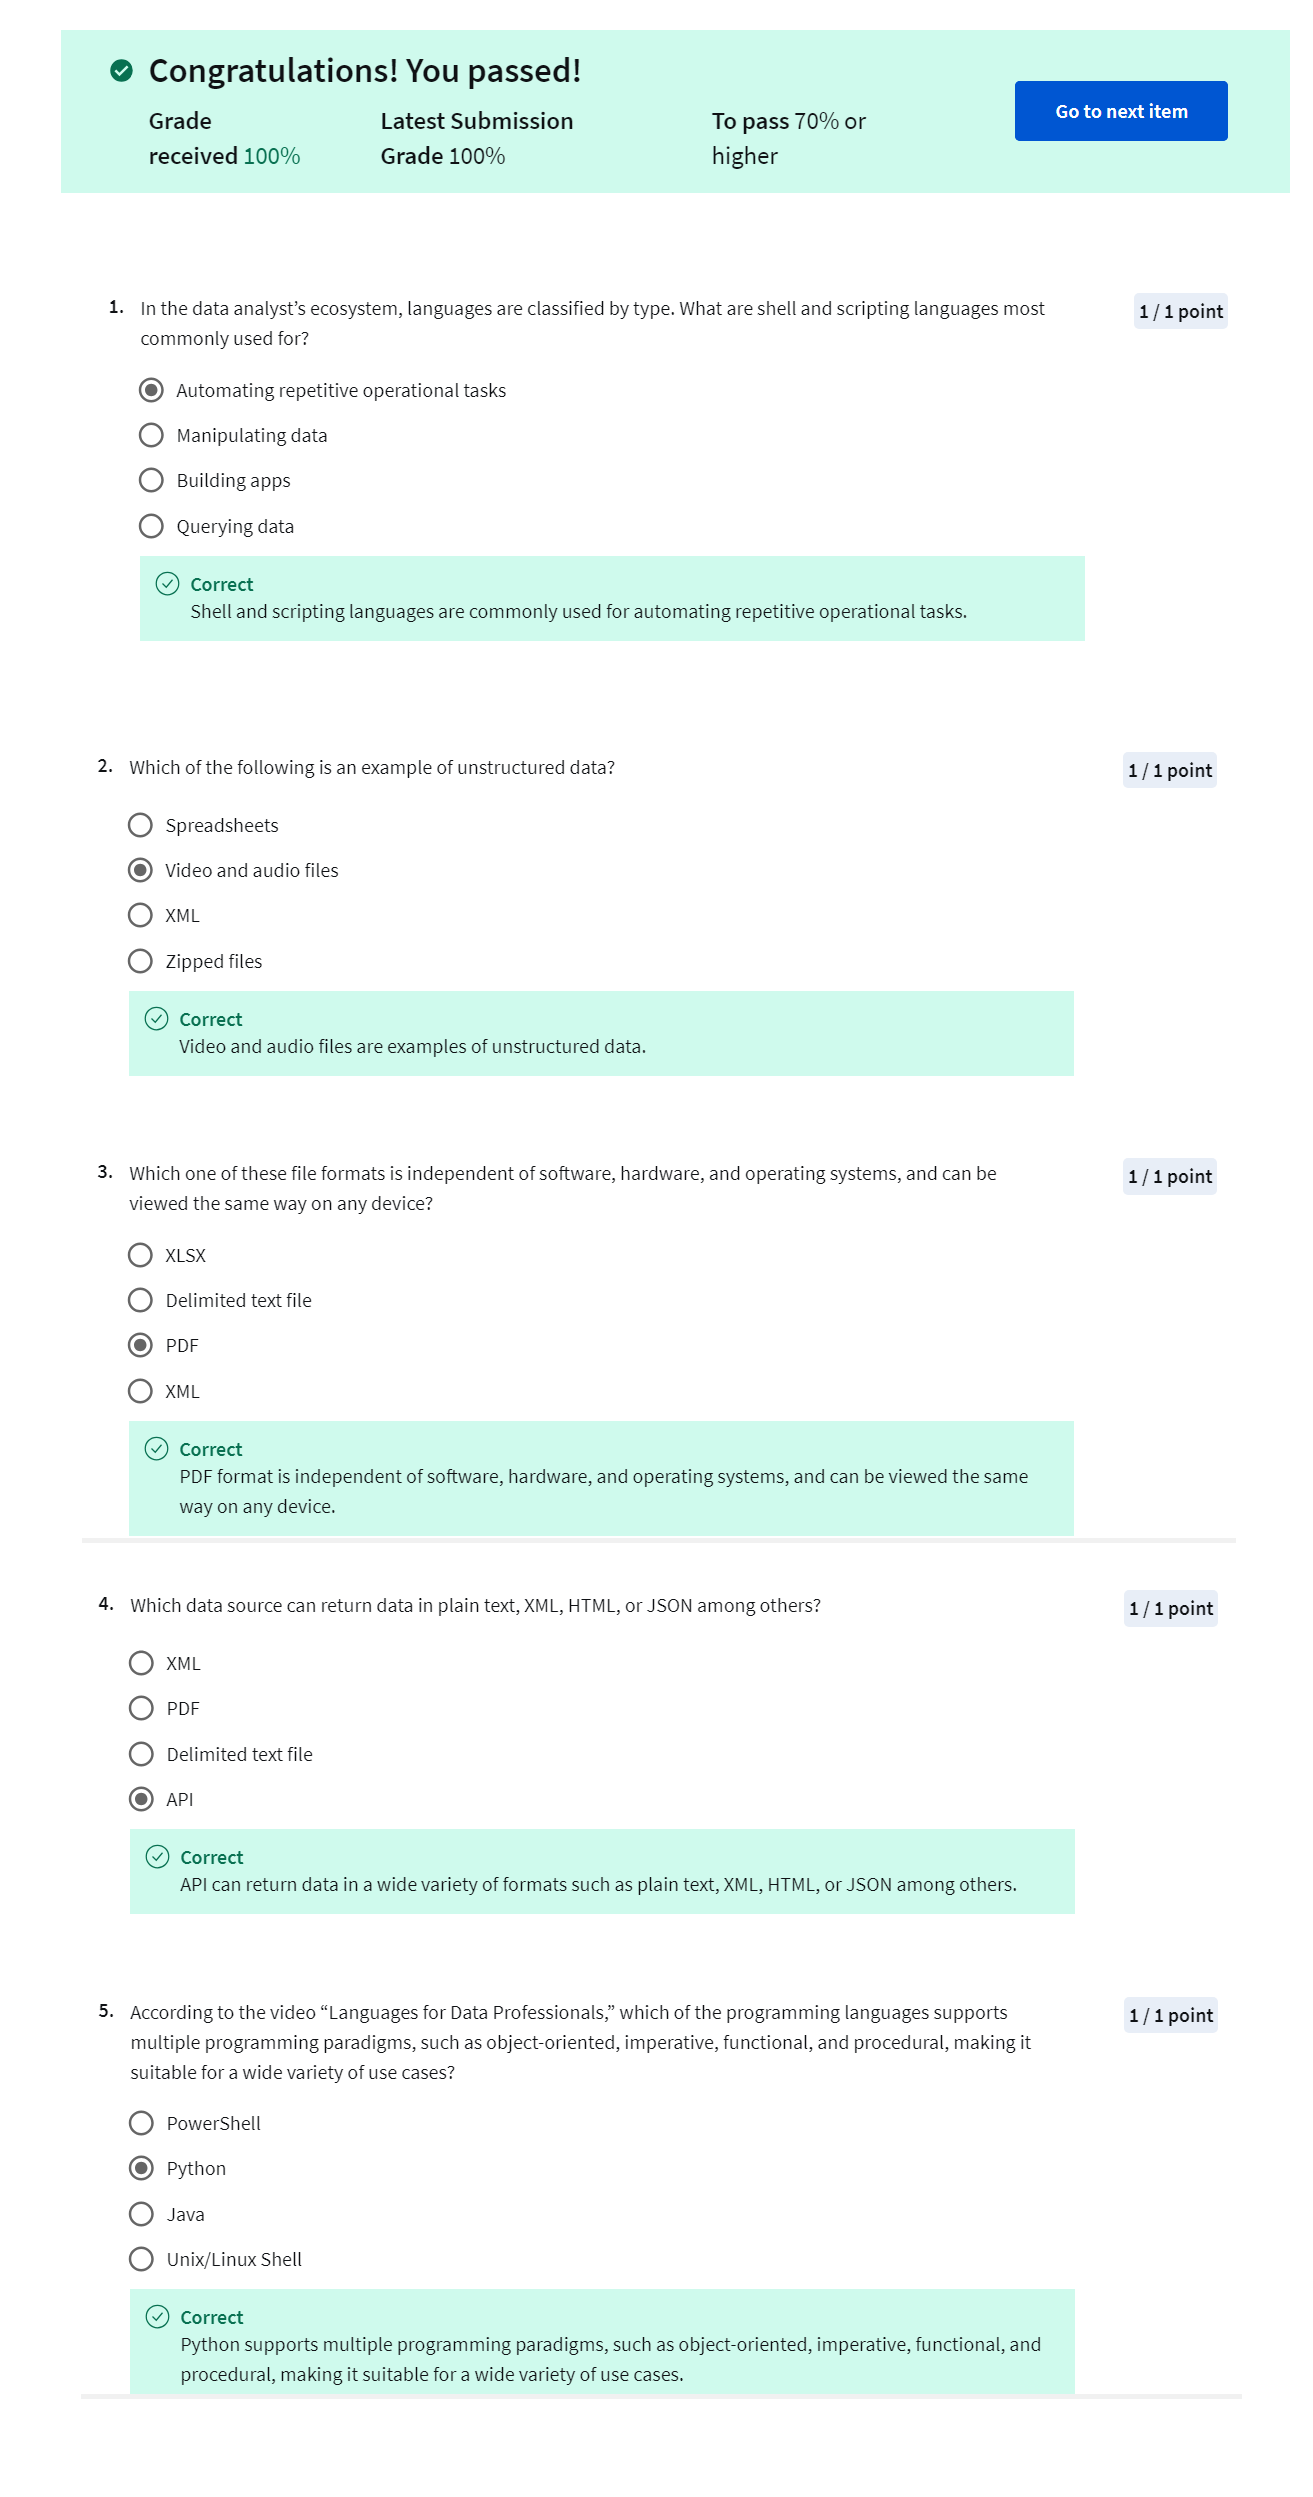 Congratulations! You passed!
Grade received 100%
Latest Submission Grade 100%
To pass 70% or higher
Go to next item
1. In the data analyst’s ecosystem, languages are classified by type. What are shell and scripting languages most
commonly used for?
1 / 1 point
Automating repetitive operational tasks
Manipulating data
Building apps
Querying data
Correct
Shell and scripting languages are commonly used for automating repetitive operational tasks.
2. Which of the following is an example of unstructured data?
1 / 1 point
Spreadsheets
Video and audio files
XML
Zipped files
Correct
Video and audio files are examples of unstructured data.
3. Which one of these file formats is independent of software, hardware, and operating systems, and can be
viewed the same way on any device?
1 / 1 point
XLSX
Delimited text file
PDF
XML
Correct
PDF format is independent of software, hardware, and operating systems, and can be viewed the same
way on any device.
4. Which data source can return data in plain text, XML, HTML, or JSON among others?
1 / 1 point
XML
PDF
Delimited text file
API
Correct
API can return data in a wide variety of formats such as plain text, XML, HTML, or JSON among others.
5. According to the video “Languages for Data Professionals,” which of the programming languages supports
multiple programming paradigms, such as object-oriented, imperative, functional, and procedural, making it
suitable for a wide variety of use cases?
1 / 1 point
PowerShell
Python
Java
Unix/Linux Shell
Correct
Python supports multiple programming paradigms, such as object-oriented, imperative, functional, and
procedural, making it suitable for a wide variety of use cases.